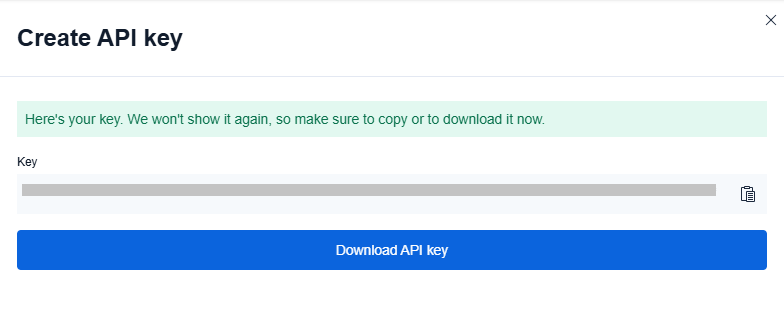 Create API key
Here's your key. We won't show it again, so make sure to copy or to download it now.
Key
Download API key